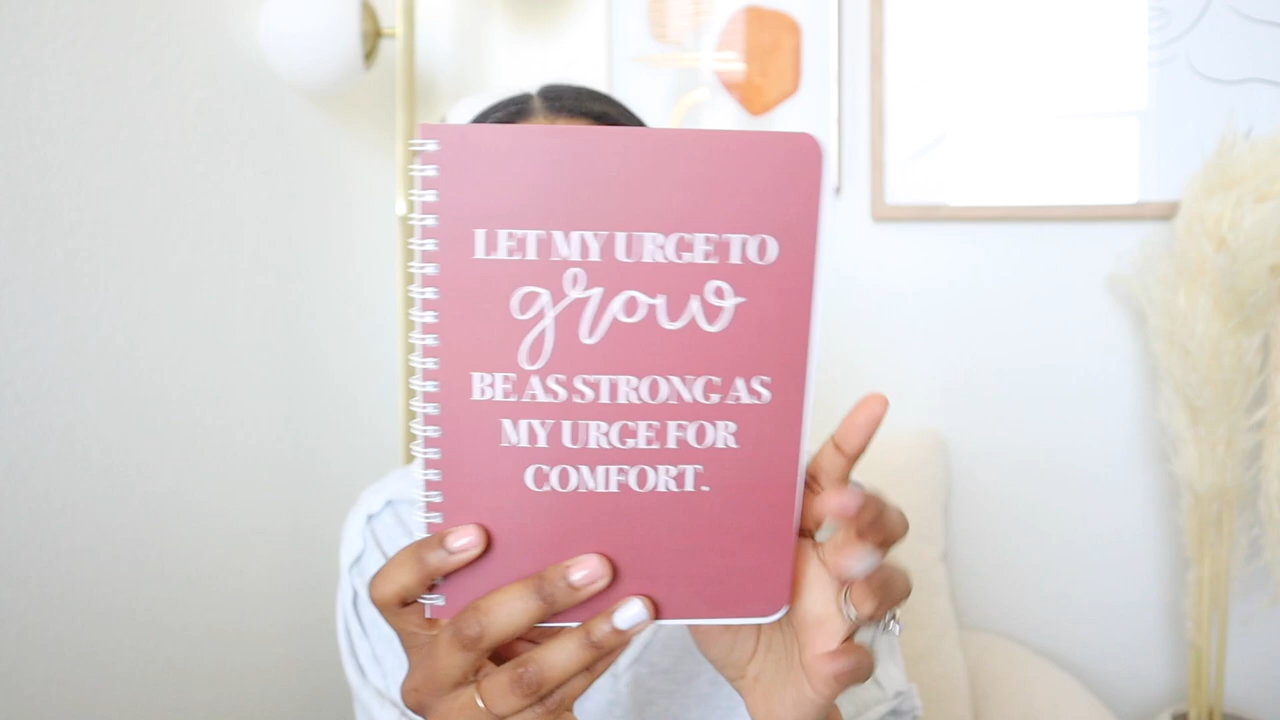 LET MY URGE TO
grow
BE AS STRONG AS
MY URGE FOR
COMFORT.